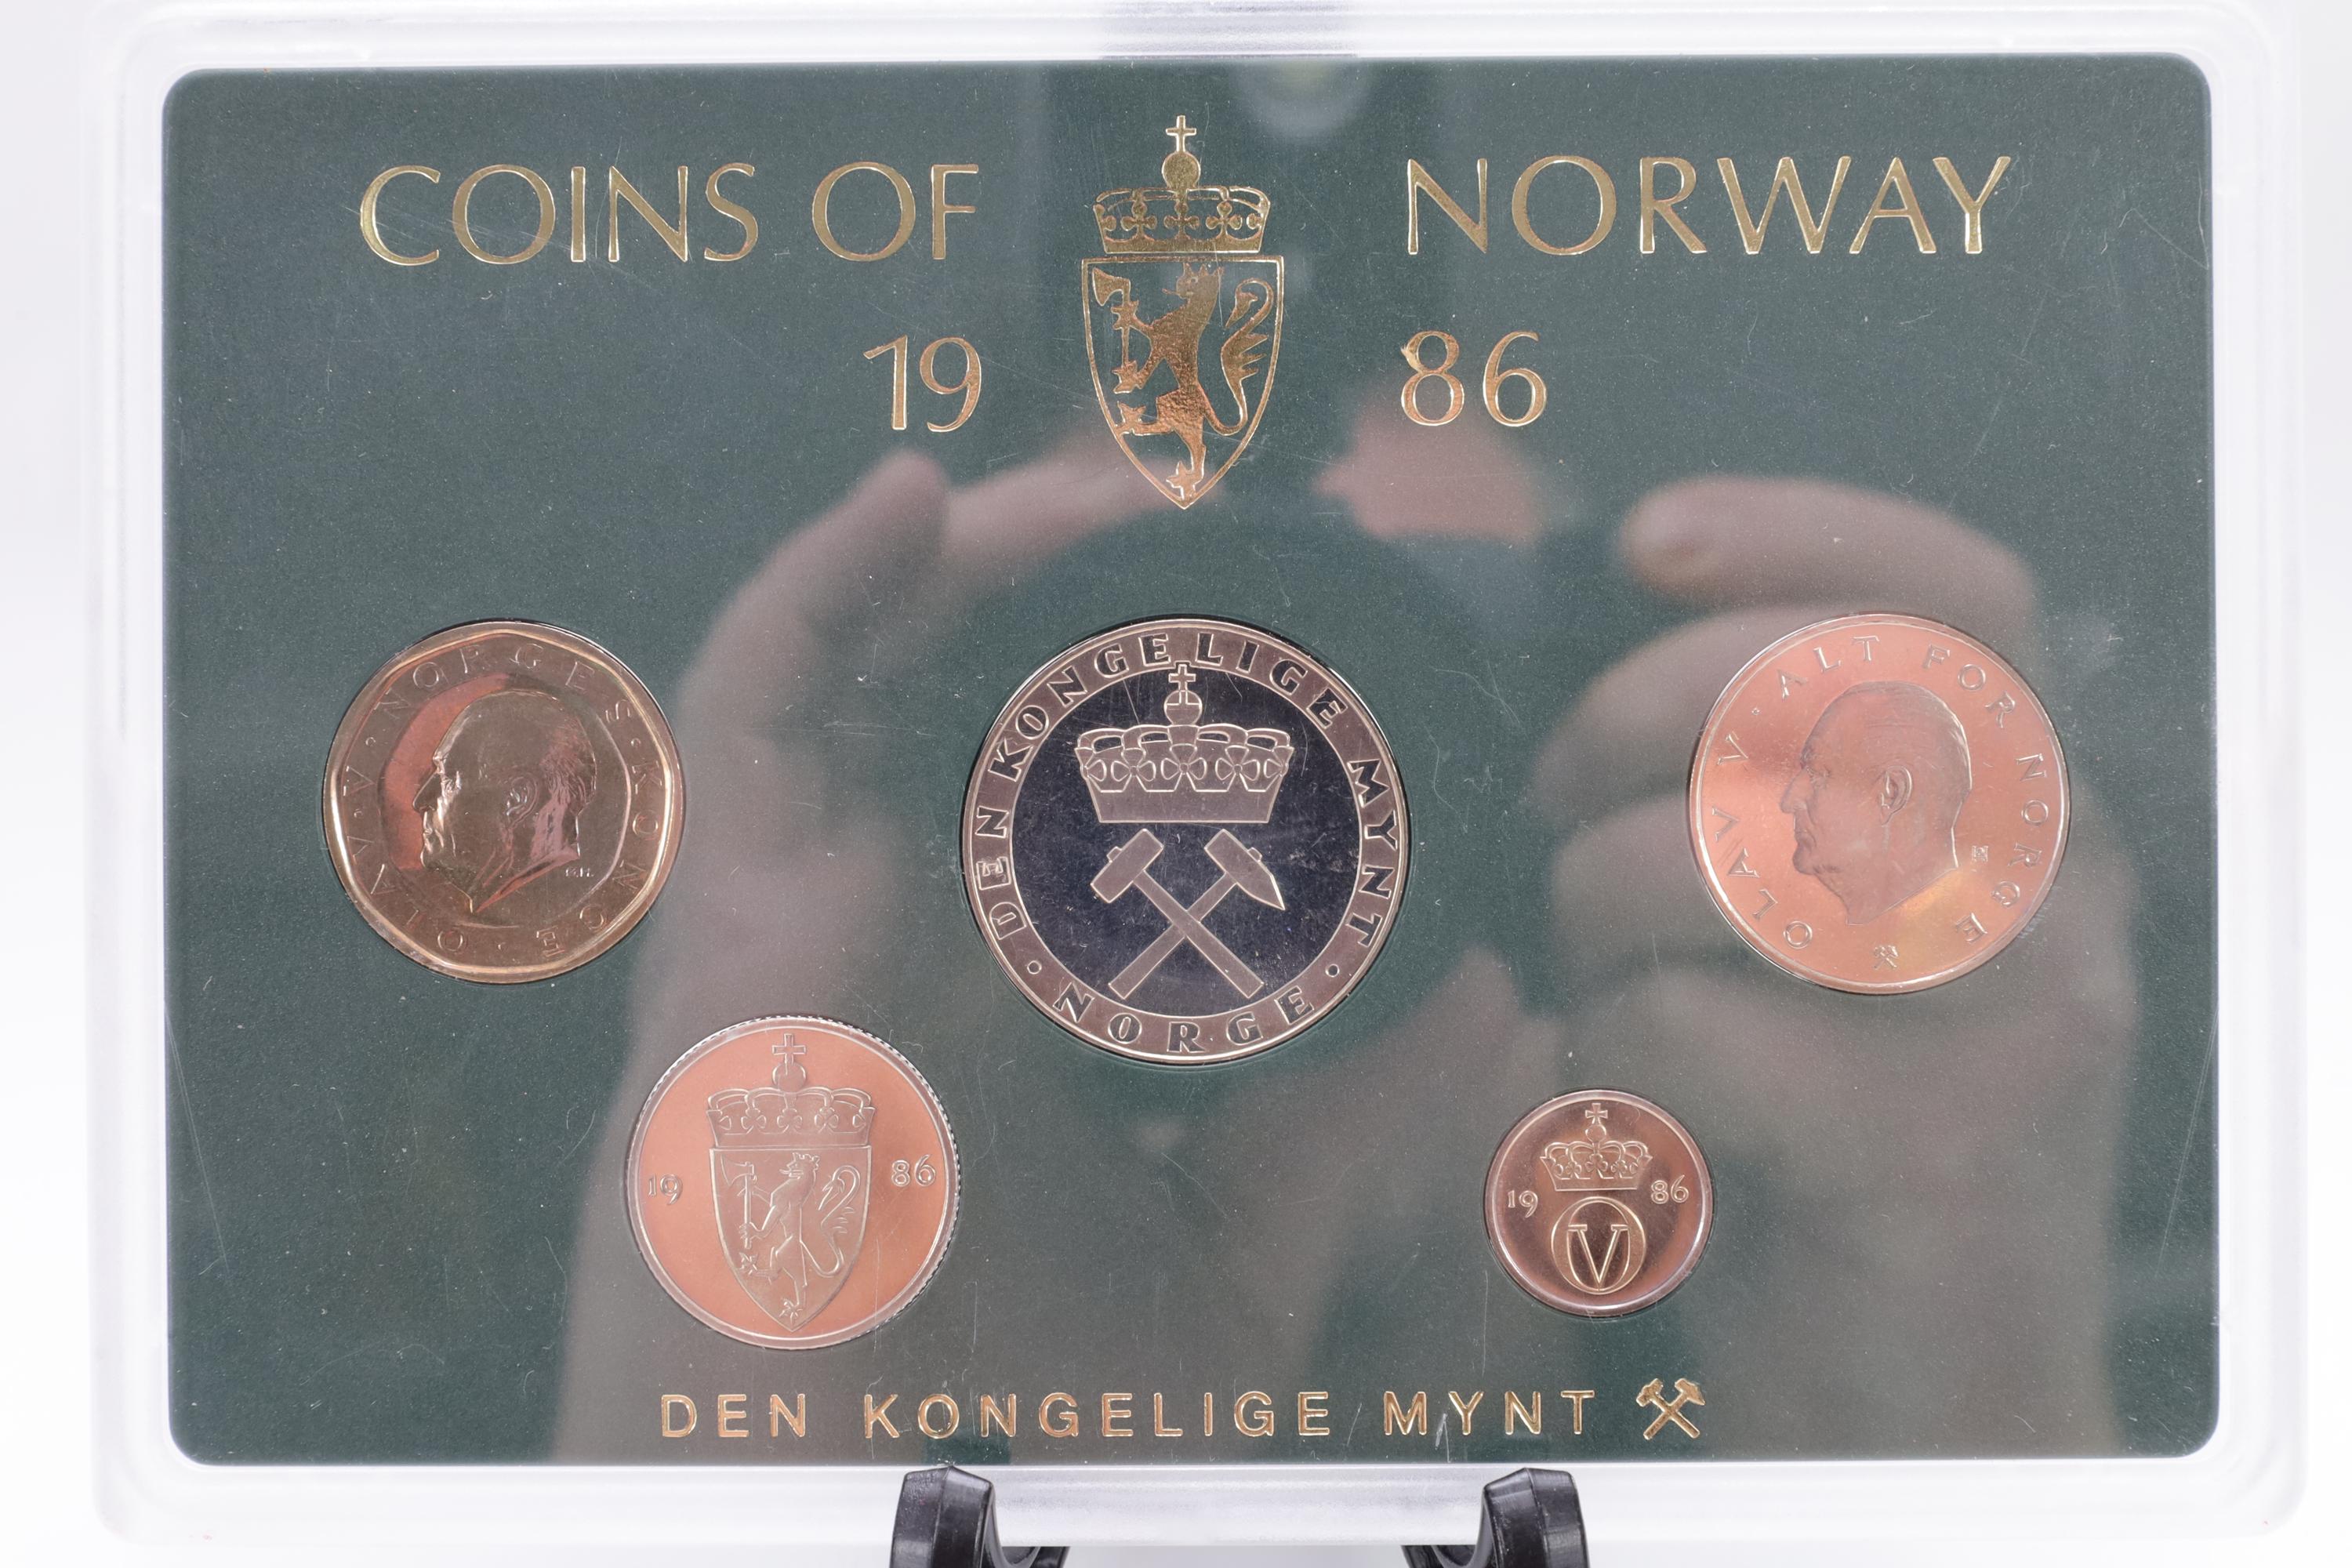 COINS OF NORWAY
19 86
OLAV · V · NORGES · KONGE ·
K.H.
· DEN KONGELIGE MYNT · NORGE
OLAV V · ALT FOR NORGE
19 86
19 86
OV
DEN KONGELIGE MYNT